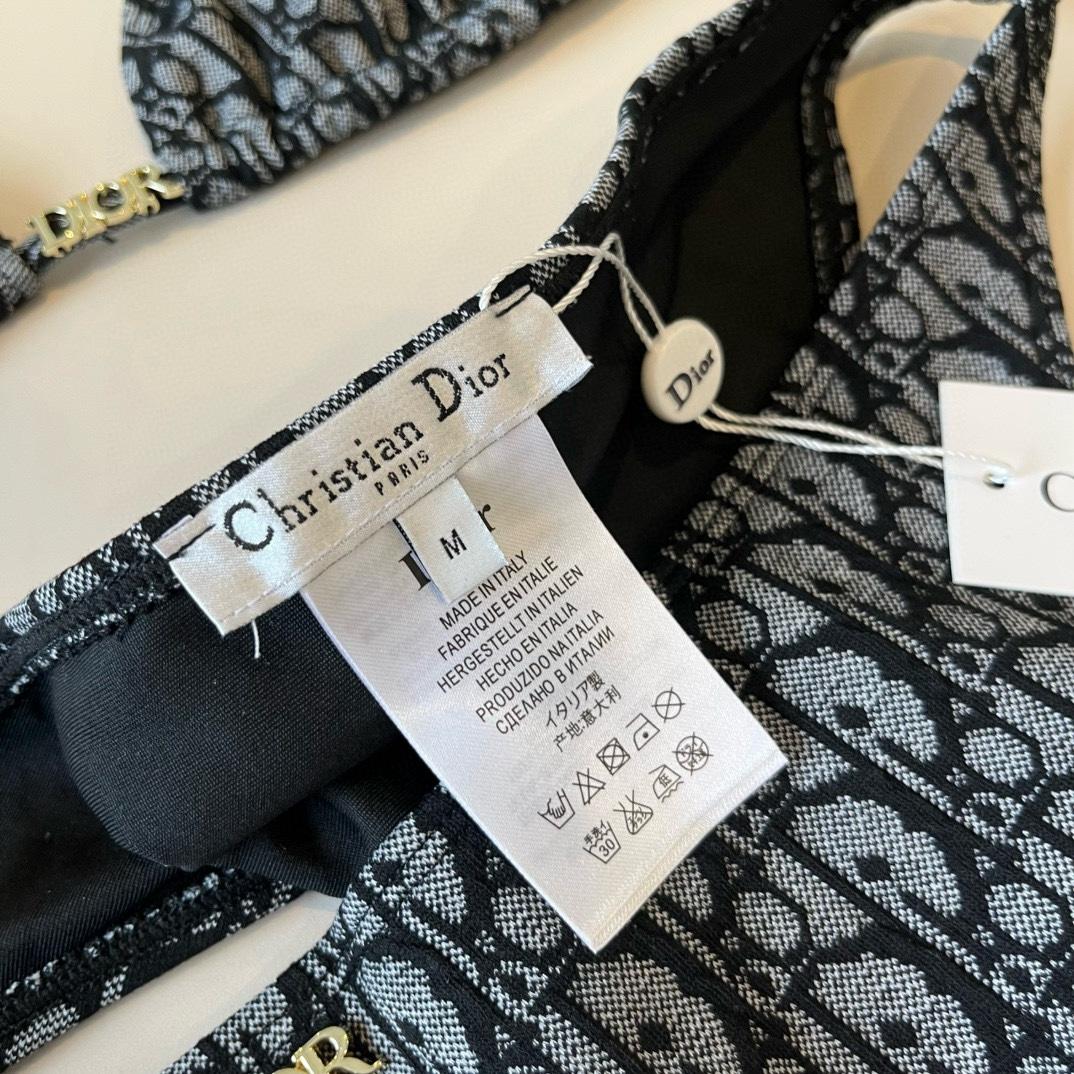 DIOR
Christian Dior
PARIS
Dior
M
MADE IN ITALY
FABRIQUE EN ITALIE
HERGESTELLT IN ITALIEN
HECHO EN ITALIA
PRODUZIDO NA ITALIA
СДЕЛАНО В ИТАЛИИ
イタリア製
产地:意大利
30